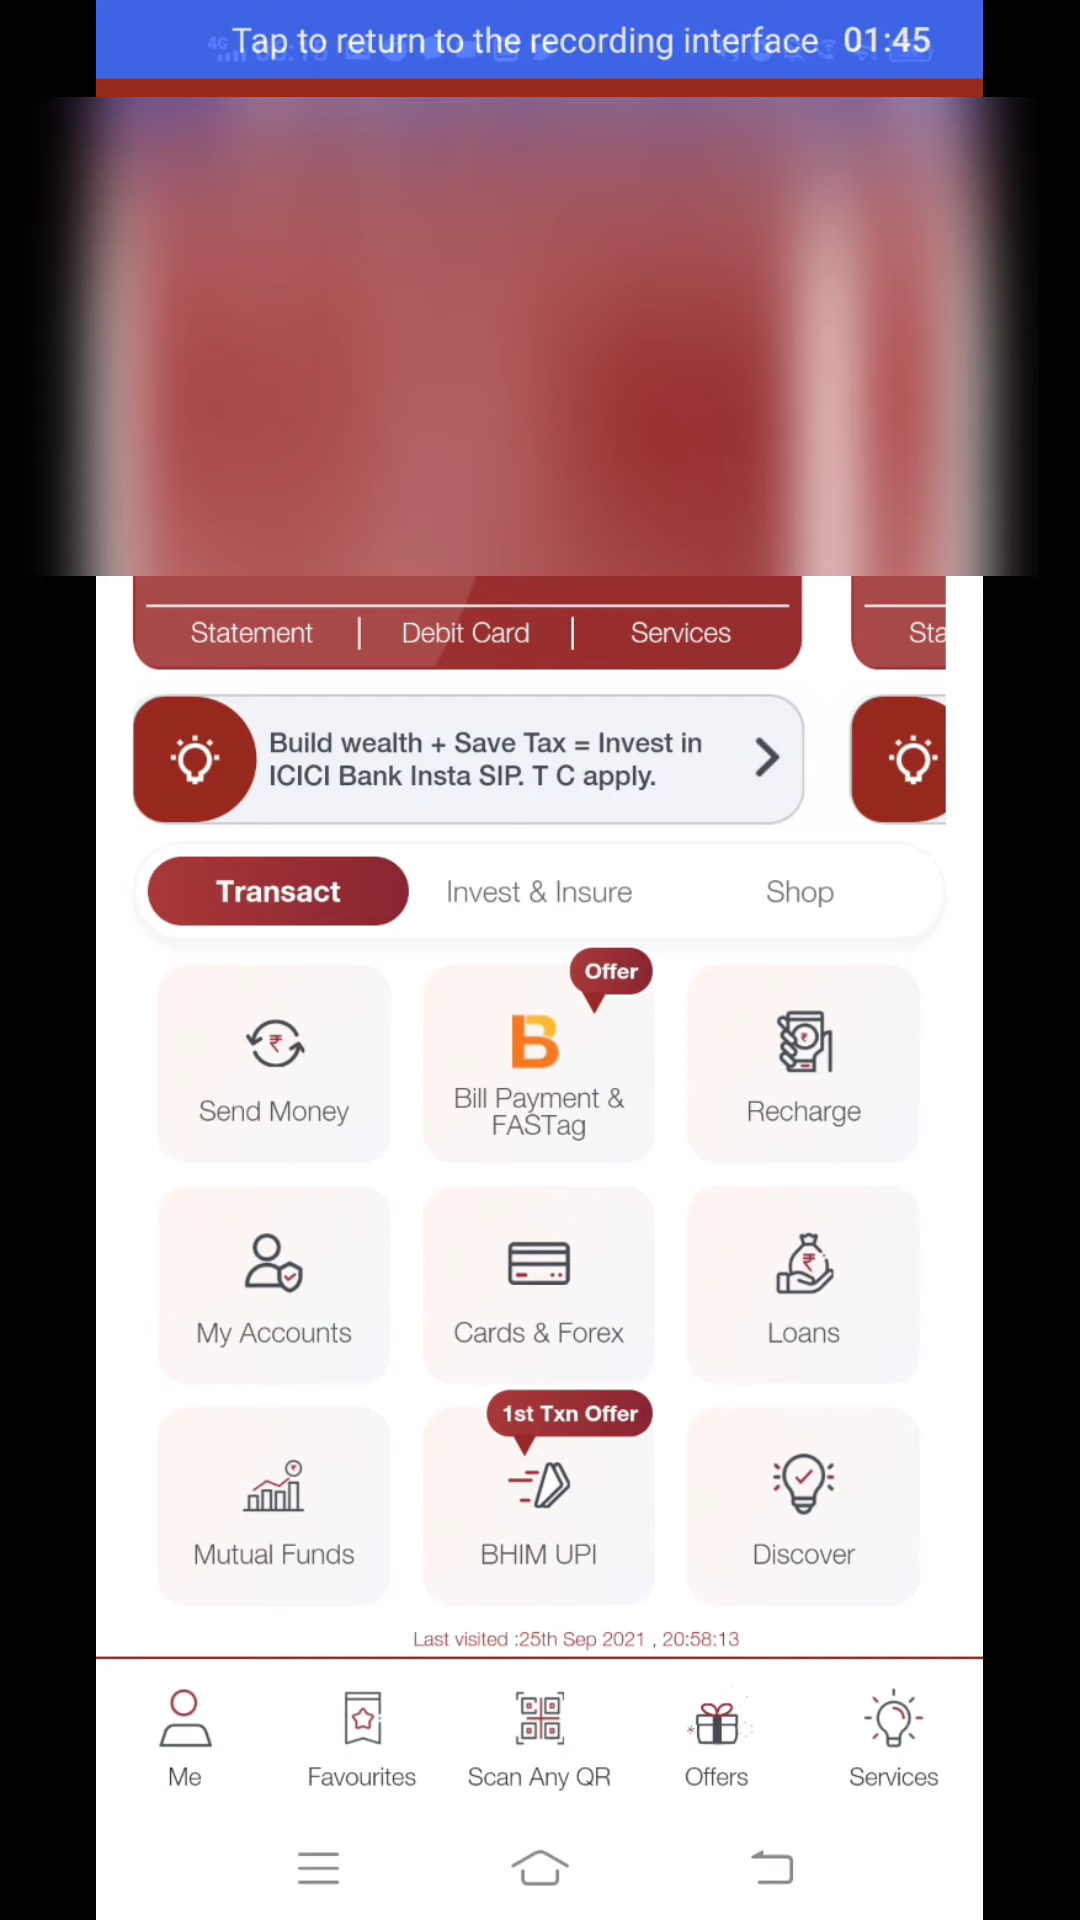 Tap to return to the recording interface 01:45
4G
Statement | Debit Card | Services
Sta
Build wealth + Save Tax = Invest in
ICICI Bank Insta SIP. T C apply.
Transact Invest & Insure Shop
Offer
Send Money
Bill Payment &
FASTag
Recharge
My Accounts Cards & Forex Loans
1st Txn Offer
Mutual Funds BHIM UPI Discover
Last visited :25th Sep 2021 , 20:58:13
Me Favourites Scan Any QR Offers Services